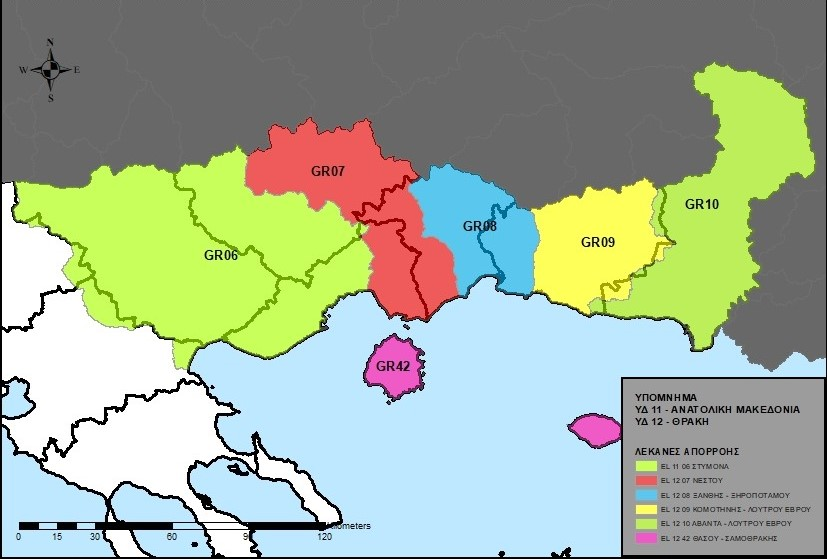 N
W E
S
GR07
GR10
GR08
GR09
GR06
GR42
ΥΠΟΜΝΗΜΑ
ΥΔ 11 - ΑΝΑΤΟΛΙΚΗ ΜΑΚΕΔΟΝΙΑ
ΥΔ 12 - ΘΡΑΚΗ
ΛΕΚΑΝΕΣ ΑΠΟΡΡΟΗΣ
EL 11 06 ΣΤΥΜΟΝΑ
EL 12 07 ΝΕΣΤΟΥ
EL 12 08 ΞΑΝΘΗΣ - ΞΗΡΟΠΟΤΑΜΟΥ
EL 12 09 ΚΟΜΟΤΗΝΗΣ - ΛΟΥΤΡΟΥ ΕΒΡΟΥ
EL 12 10 ΑΒΑΝΤΑ - ΛΟΥΤΡΟΥ ΕΒΡΟΥ
EL 12 42 ΘΑΣΟΥ - ΣΑΜΟΘΡΑΚΗΣ
0 15 30 60 90 120